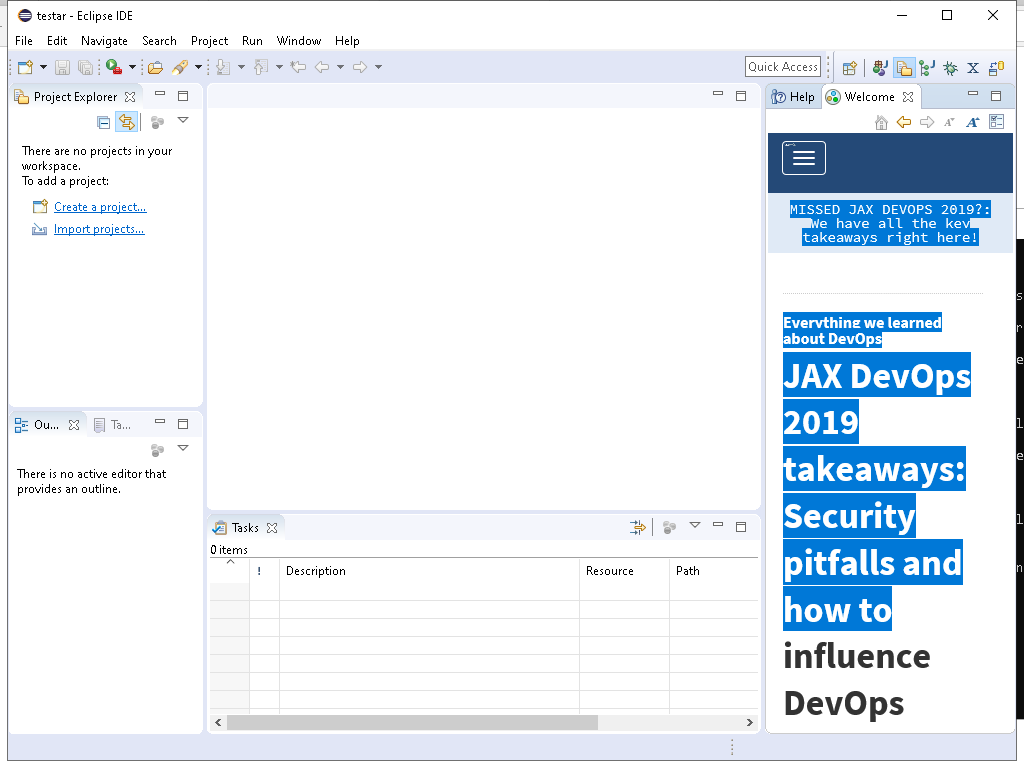 testar - Eclipse IDE
File Edit Navigate Search Project Run Window Help
Quick Access
Project Explorer
There are no projects in your
workspace.
To add a project:
Create a project...
Import projects...
Ou... Ta...
There is no active editor that
provides an outline.
Tasks
0 items
! Description Resource Path
Help Welcome
MISSED JAX DEVOPS 2019?:
We have all the key
takeaways right here!
Everything we learned
about DevOps
JAX DevOps
2019
takeaways:
Security
pitfalls and
how to
influence
DevOps